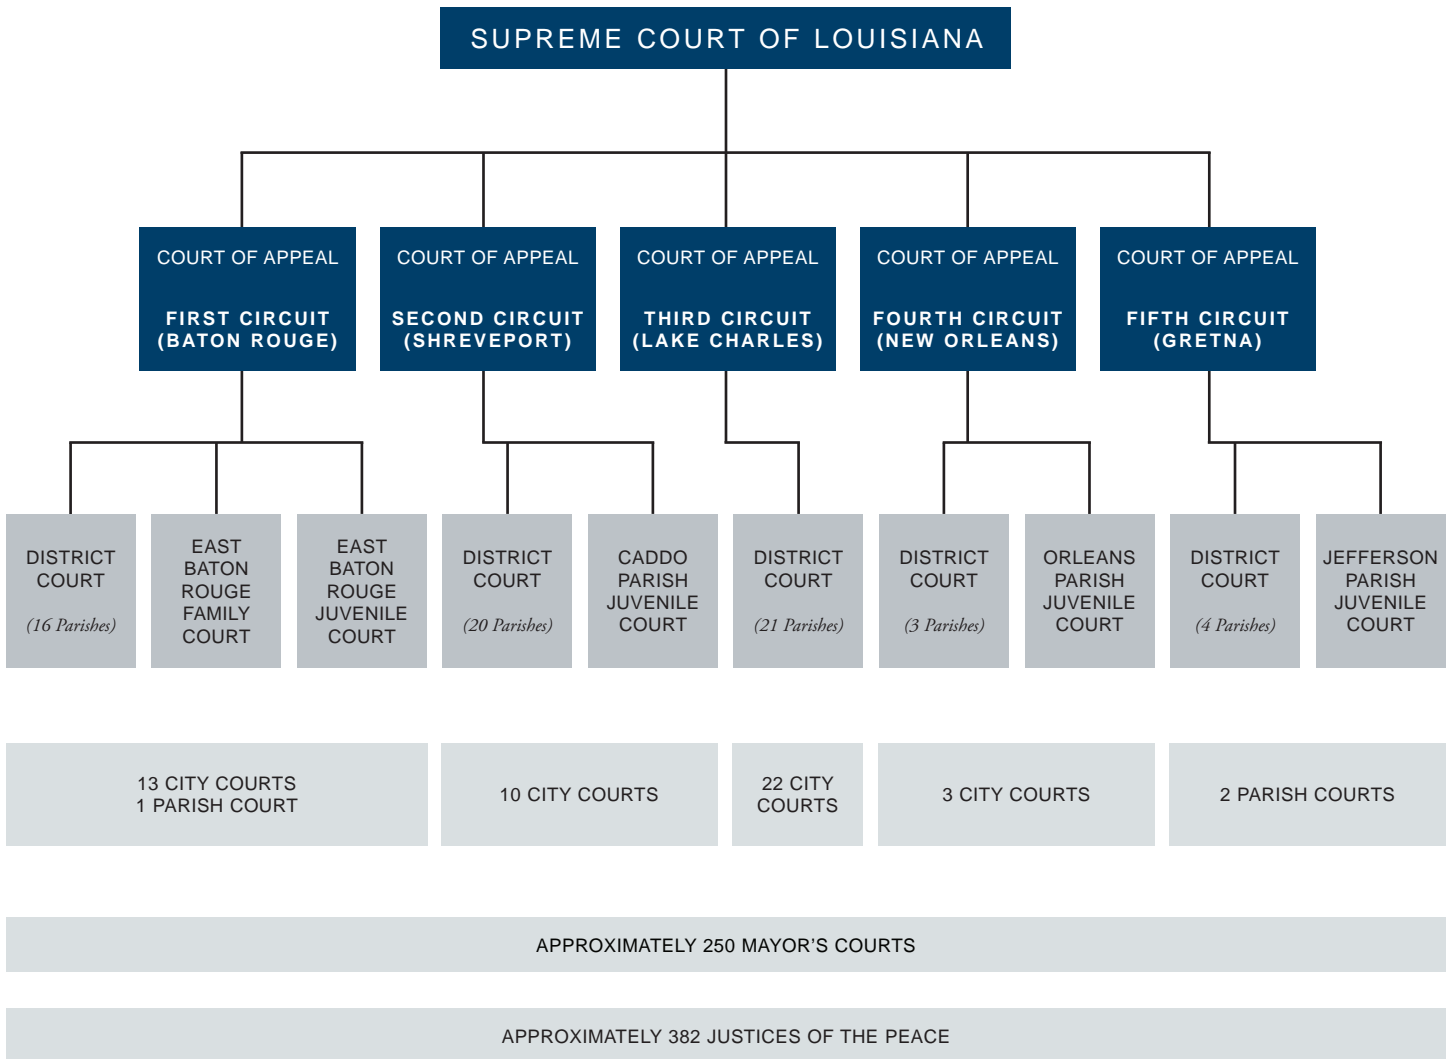 SUPREME COURT OF LOUISIANA
COURT OF APPEAL
FIRST CIRCUIT
(BATON ROUGE)
COURT OF APPEAL
SECOND CIRCUIT
(SHREVEPORT)
COURT OF APPEAL
THIRD CIRCUIT
(LAKE CHARLES)
COURT OF APPEAL
FOURTH CIRCUIT
(NEW ORLEANS)
COURT OF APPEAL
FIFTH CIRCUIT
(GRETNA)
DISTRICT
COURT
(16 Parishes)
EAST
BATON
ROUGE
FAMILY
COURT
EAST
BATON
ROUGE
JUVENILE
COURT
DISTRICT
COURT
(20 Parishes)
CADDO
PARISH
JUVENILE
COURT
DISTRICT
COURT
(21 Parishes)
DISTRICT
COURT
(3 Parishes)
ORLEANS
PARISH
JUVENILE
COURT
DISTRICT
COURT
(4 Parishes)
JEFFERSON
PARISH
JUVENILE
COURT
13 CITY COURTS
1 PARISH COURT
10 CITY COURTS
22 CITY
COURTS
3 CITY COURTS
2 PARISH COURTS
APPROXIMATELY 250 MAYOR'S COURTS
APPROXIMATELY 382 JUSTICES OF THE PEACE